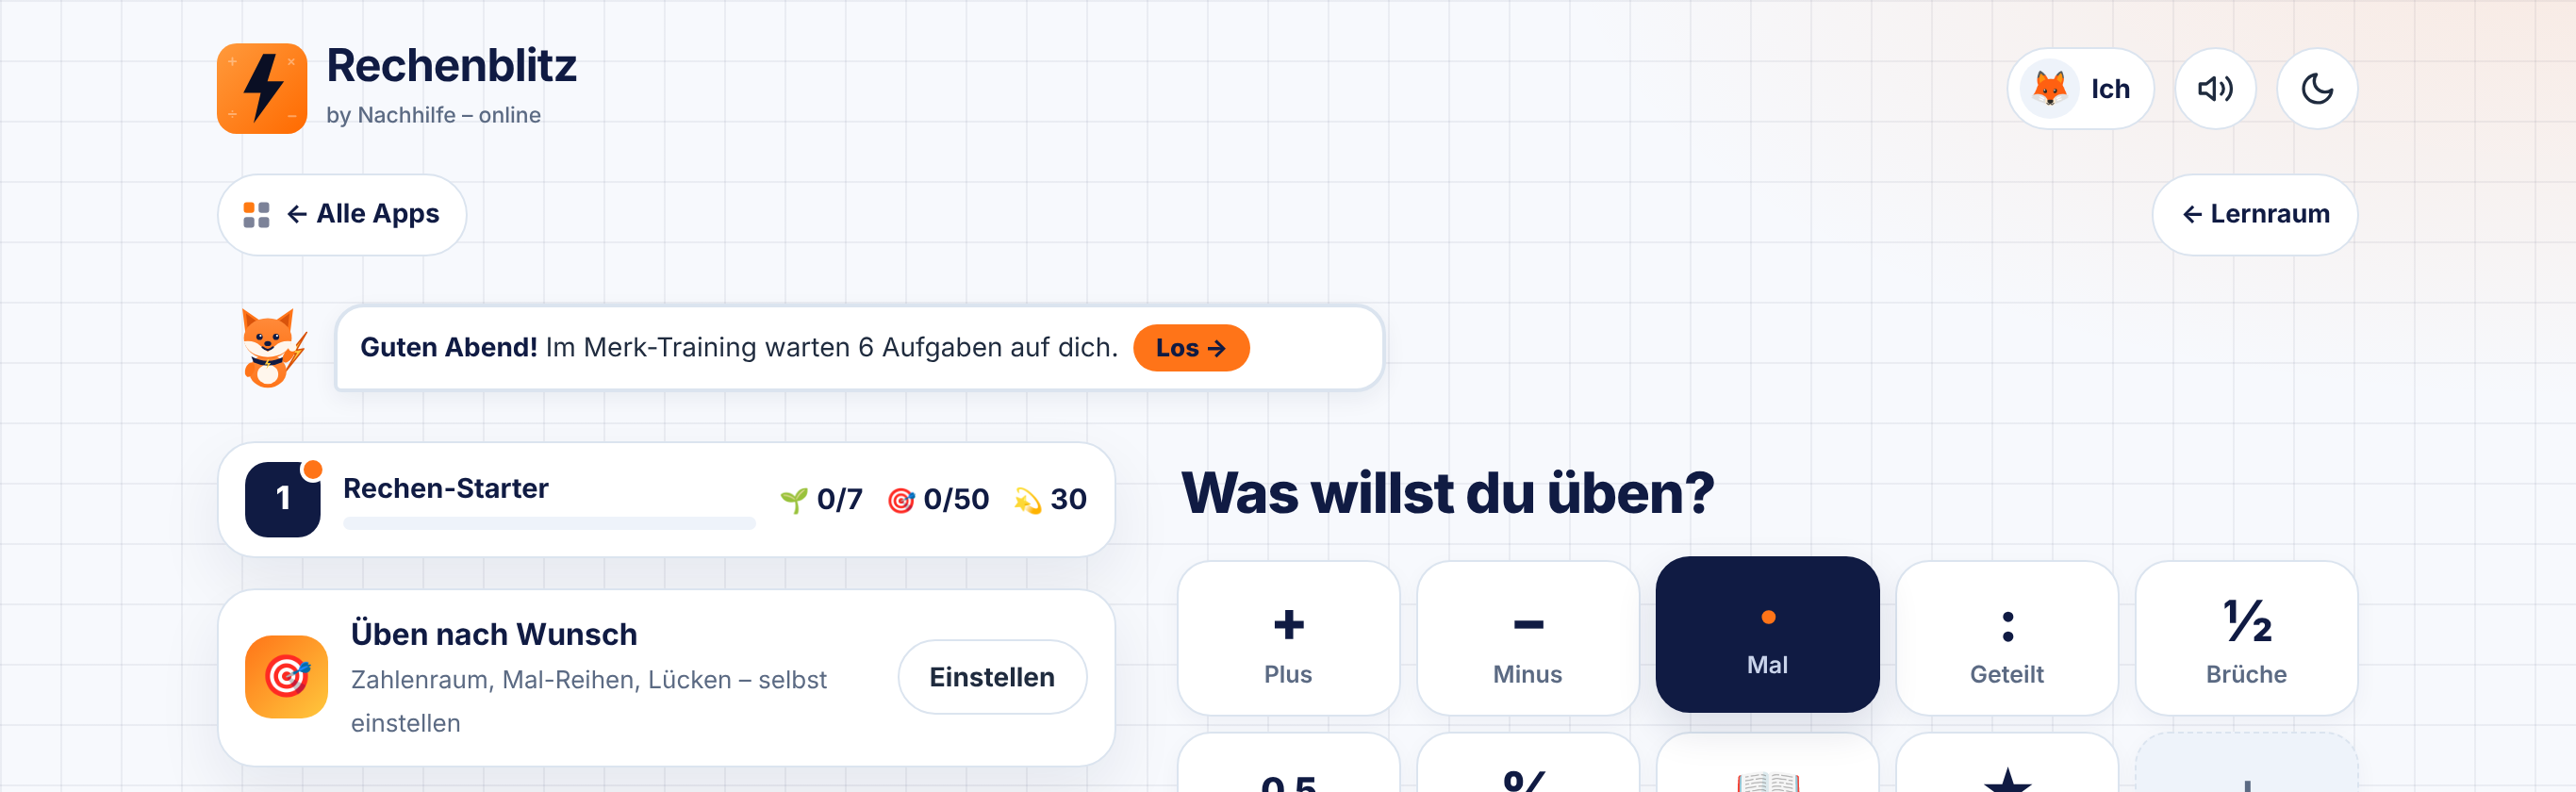 Rechenblitz
by Nachhilfe – online
Ich
← Alle Apps
← Lernraum
Guten Abend! Im Merk-Training warten 6 Aufgaben auf dich. Los →
1
Rechen-Starter
0/7 0/50 30
Was willst du üben?
Üben nach Wunsch
Zahlenraum, Mal-Reihen, Lücken – selbst
einstellen
Einstellen
+ − · : ½
Plus Minus Mal Geteilt Brüche
0,5 %